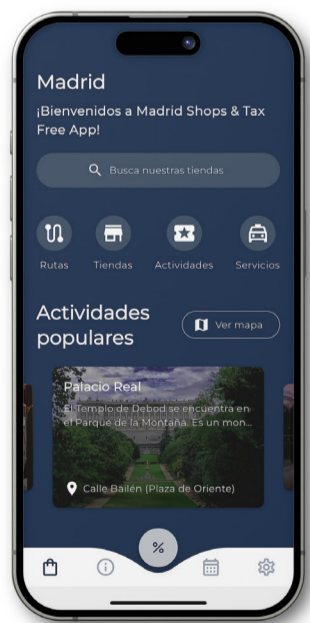 Madrid
¡Bienvenidos a Madrid Shops & Tax
Free App!
Busca nuestras tiendas
Rutas
Tiendas
Actividades
Servicios
Actividades
populares
Ver mapa
Palacio Real
El Templo de Debod se encuentra en
el Parque de la Montaña. Es un mon...
Calle Bailén (Plaza de Oriente)
%